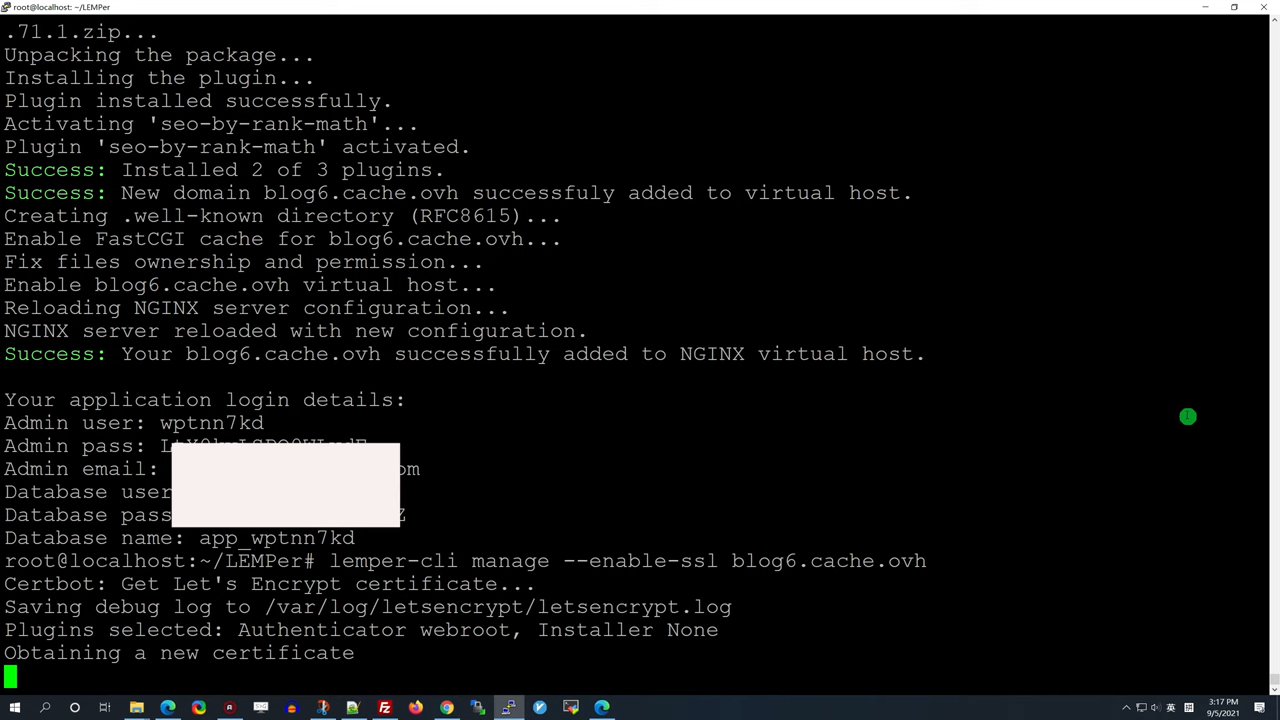 root@localhost: ~/LEMPer
.71.1.zip...
Unpacking the package...
Installing the plugin...
Plugin installed successfully.
Activating 'seo-by-rank-math'...
Plugin 'seo-by-rank-math' activated.
Success: Installed 2 of 3 plugins.
Success: New domain blog6.cache.ovh successfuly added to virtual host.
Creating .well-known directory (RFC8615)...
Enable FastCGI cache for blog6.cache.ovh...
Fix files ownership and permission...
Enable blog6.cache.ovh virtual host...
Reloading NGINX server configuration...
NGINX server reloaded with new configuration.
Success: Your blog6.cache.ovh successfully added to NGINX virtual host.
Your application login details:
Admin user: wptnn7kd
Admin pass:
Admin email: om
Database user
Database pass Z
Database name: app_wptnn7kd
root@localhost:~/LEMPer# lemper-cli manage --enable-ssl blog6.cache.ovh
Certbot: Get Let's Encrypt certificate...
Saving debug log to /var/log/letsencrypt/letsencrypt.log
Plugins selected: Authenticator webroot, Installer None
Obtaining a new certificate
英 拼 3:17 PM
9/5/2021